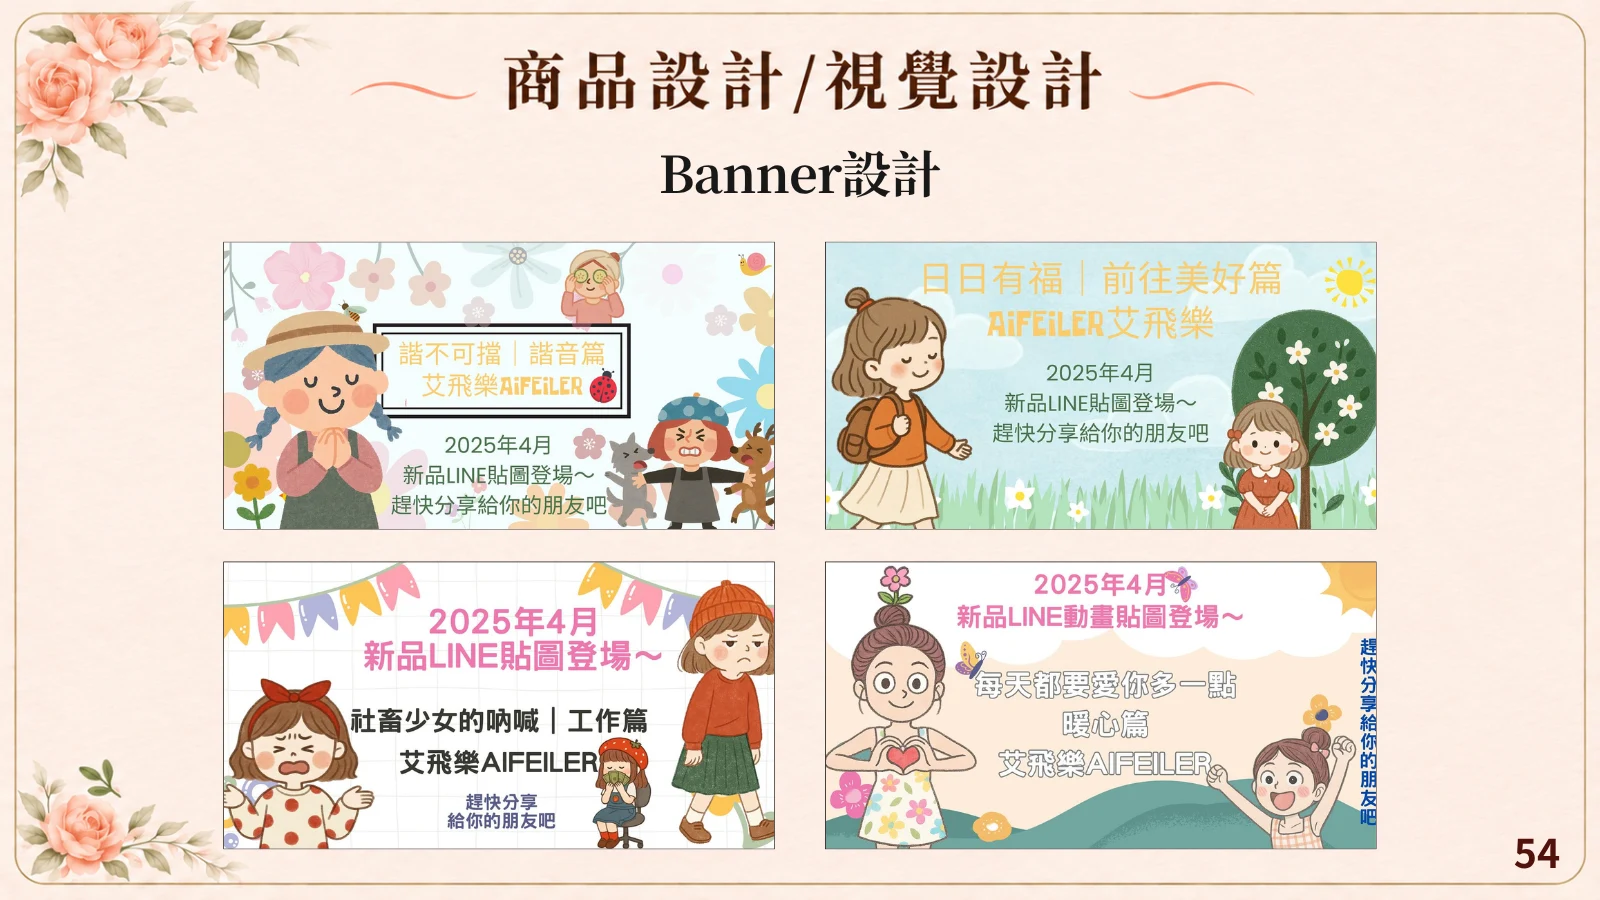 商品設計/視覺設計
Banner設計
諧不可擋｜諧音篇
艾飛樂AiFEiLER
2025年4月
新品LINE貼圖登場～
趕快分享給你的朋友吧
日日有福｜前往美好篇
AiFEiLER艾飛樂
2025年4月
新品LINE貼圖登場～
趕快分享給你的朋友吧
2025年4月
新品LINE貼圖登場～
社畜少女的吶喊｜工作篇
艾飛樂AIFEILER
趕快分享
給你的朋友吧
2025年4月
新品LINE動畫貼圖登場～
每天都要愛你多一點
暖心篇
艾飛樂AIFEILER
趕快分享給你的朋友吧
54